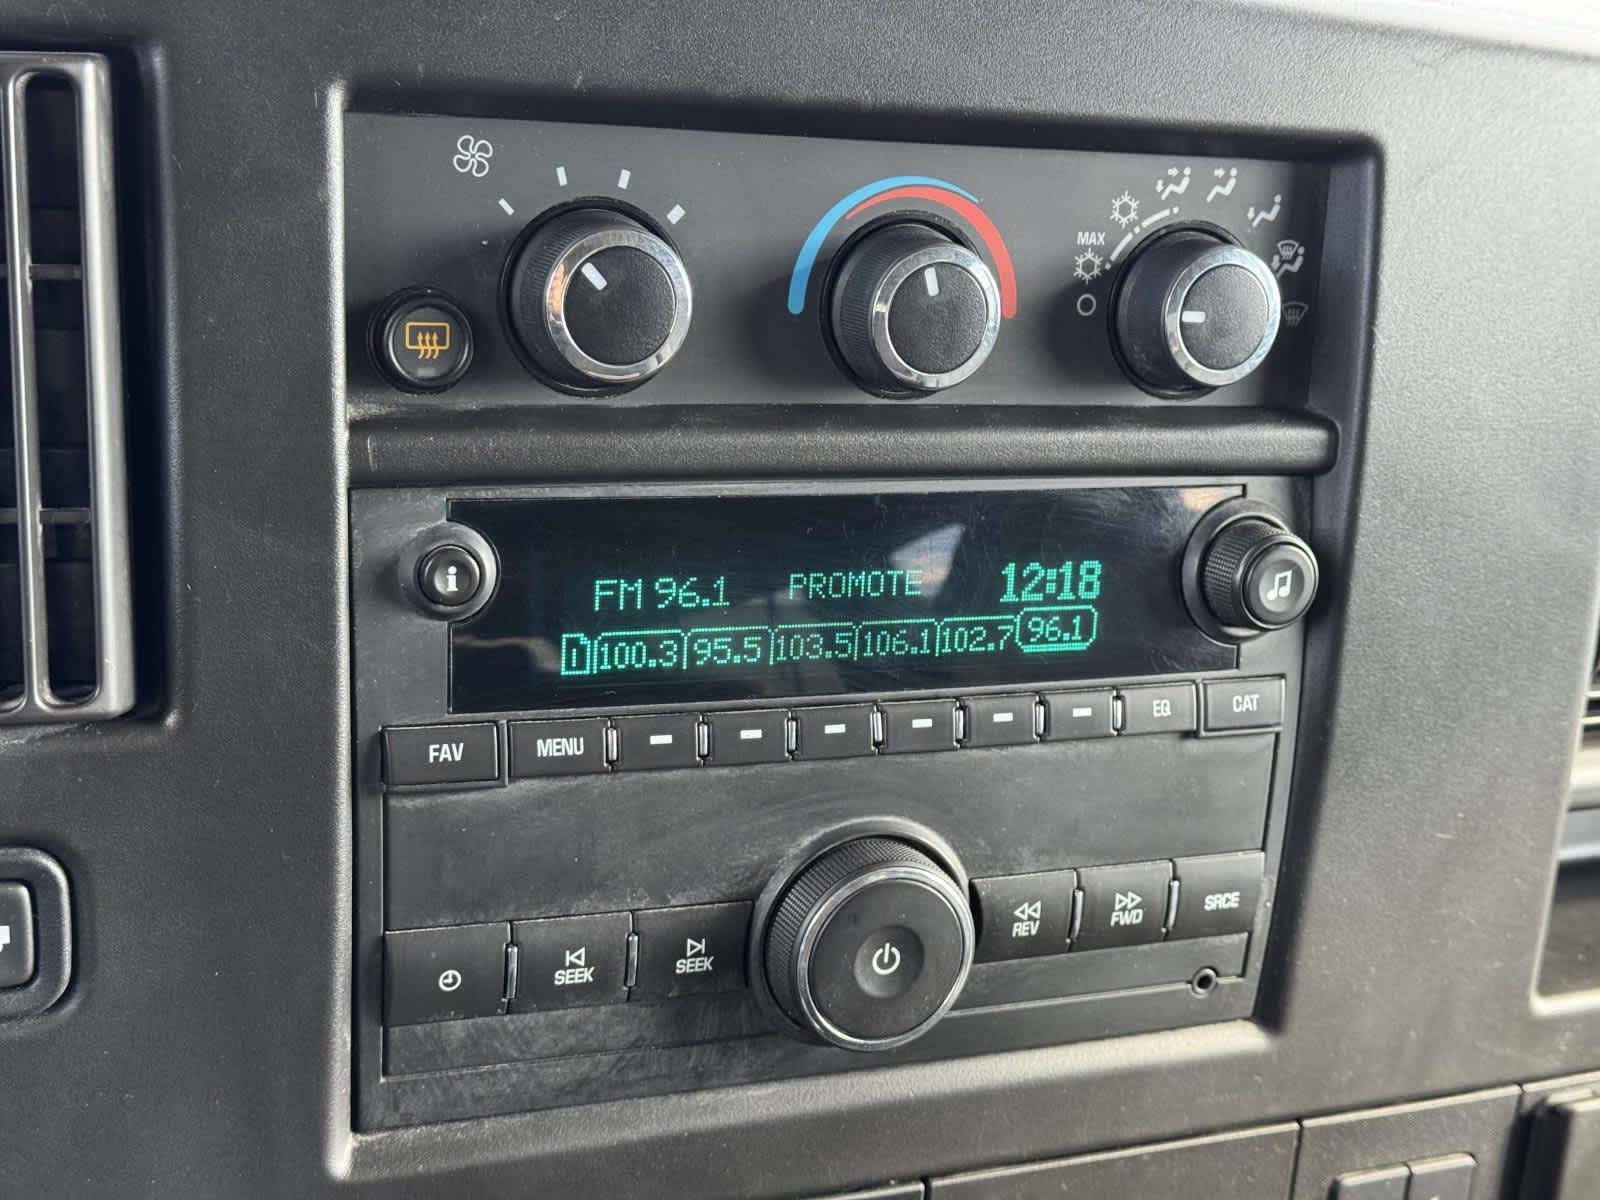 MAX
FM 96.1 PROMOTE 12:18
1 100.3 95.5 103.5 106.1 102.7 96.1
i
FAV MENU EQ CAT
SEEK SEEK REV FWD SRCE